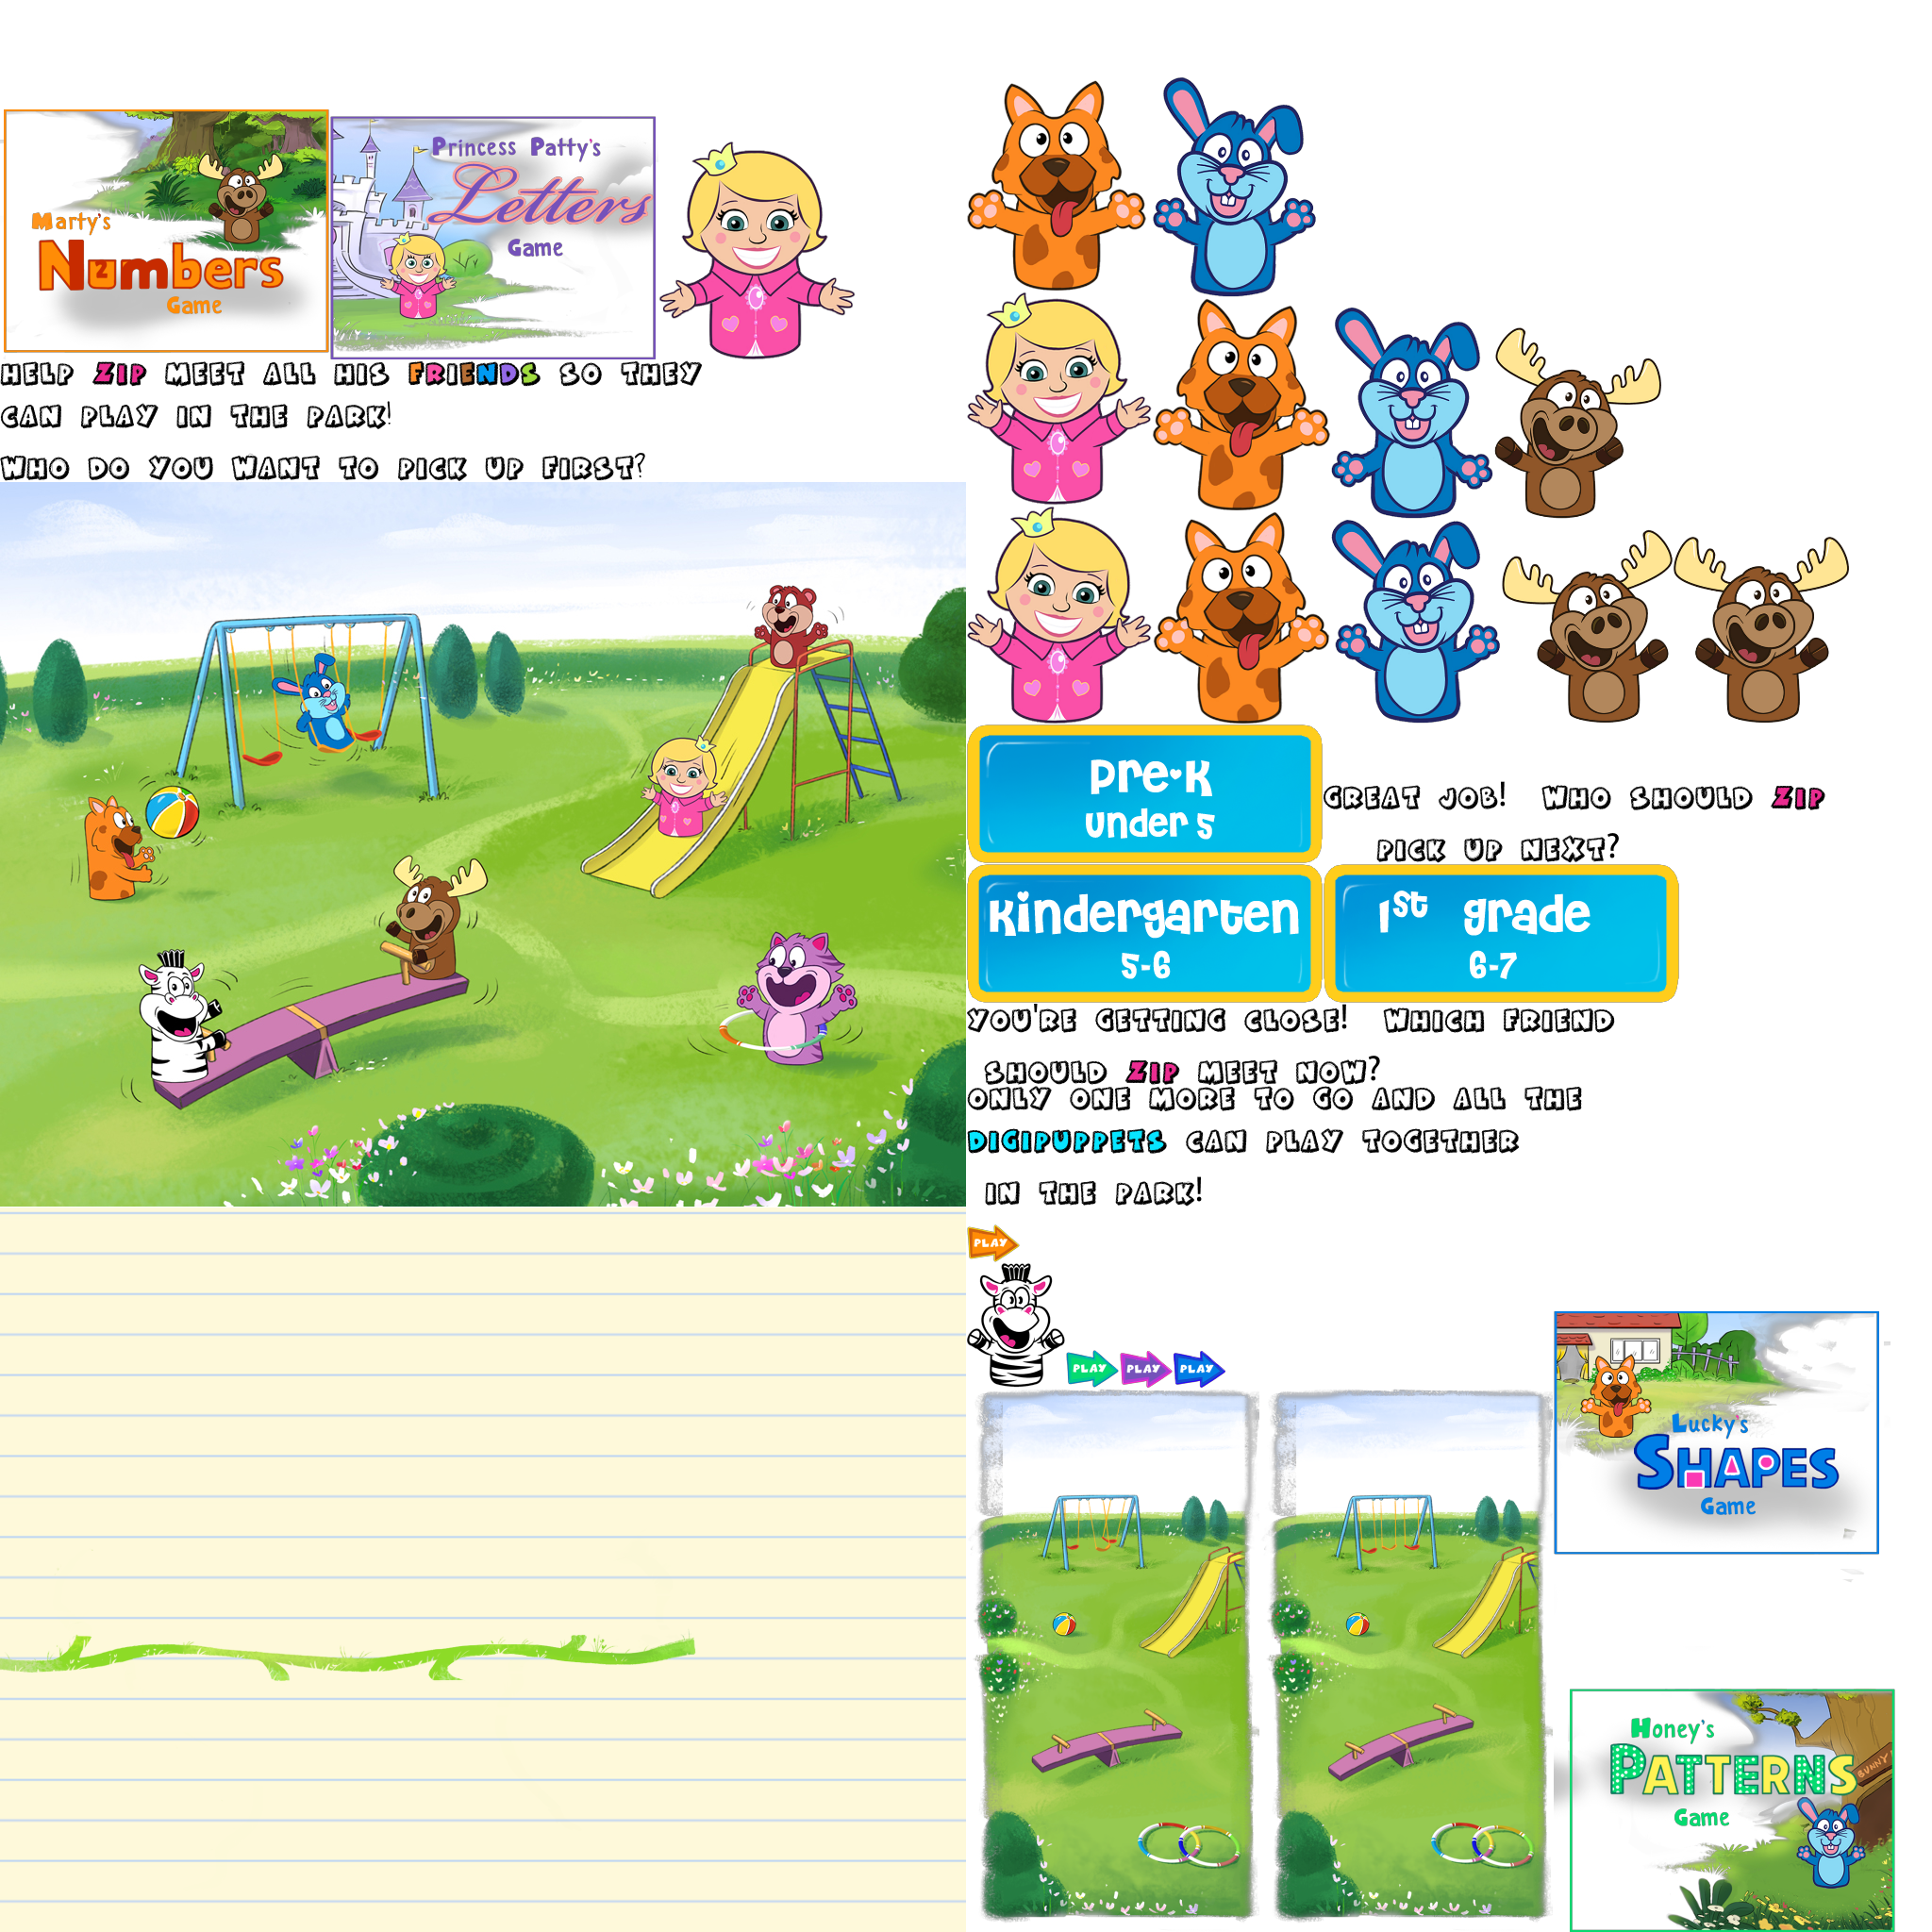 Marty's
Numbers
Game
Princess Patty's
Letters
Game
HELP ZIP MEET ALL HIS FRIENDS SO THEY
CAN PLAY IN THE PARK!
WHO DO YOU WANT TO PICK UP FIRST?
Pre•K
under 5
GREAT JOB! WHO SHOULD ZIP
PICK UP NEXT?
Kindergarten
5-6
1st grade
6-7
YOU'RE GETTING CLOSE! WHICH FRIEND
SHOULD ZIP MEET NOW?
ONLY ONE MORE TO GO AND ALL THE
DIGIPUPPETS CAN PLAY TOGETHER
IN THE PARK!
PLAY
PLAY
PLAY
PLAY
Lucky's
SHAPES
Game
Honey's
PATTERNS
Game
BUNNY